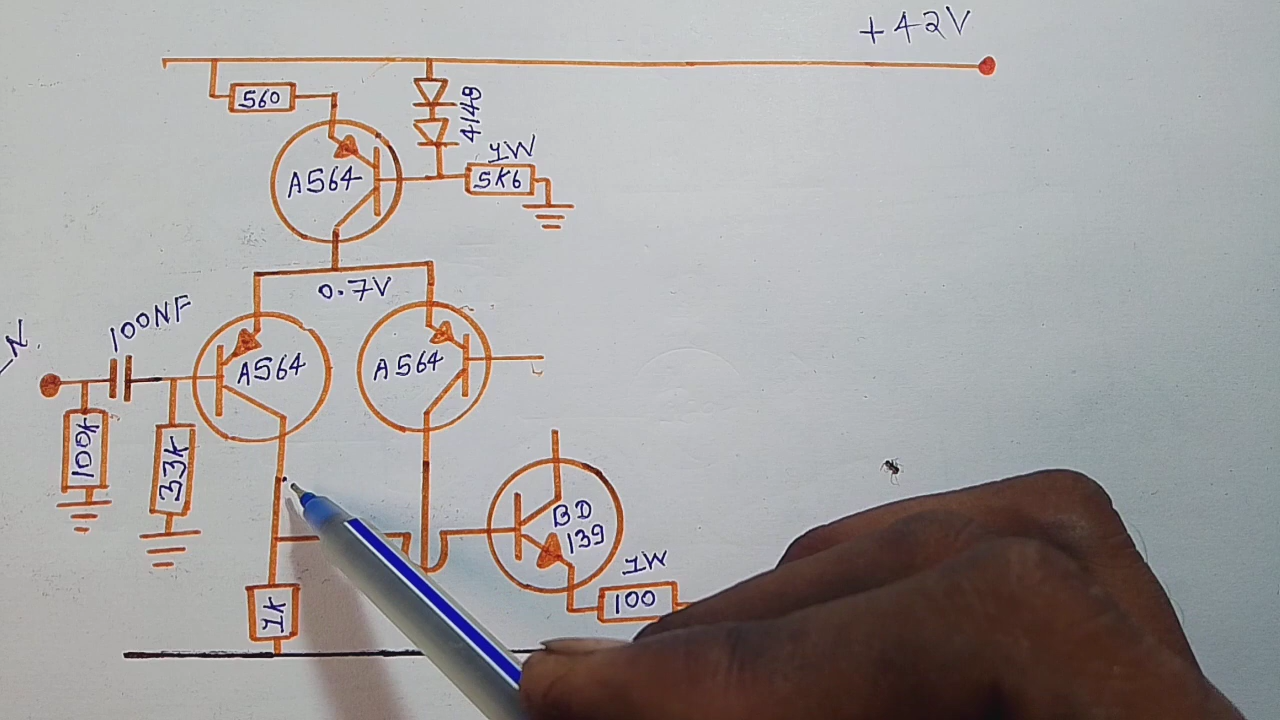 +42V
560
4148
1W
A564
5K6
0.7V
100NF
N.
A564
A564
100k
33k
BD
139
1W
100
1k